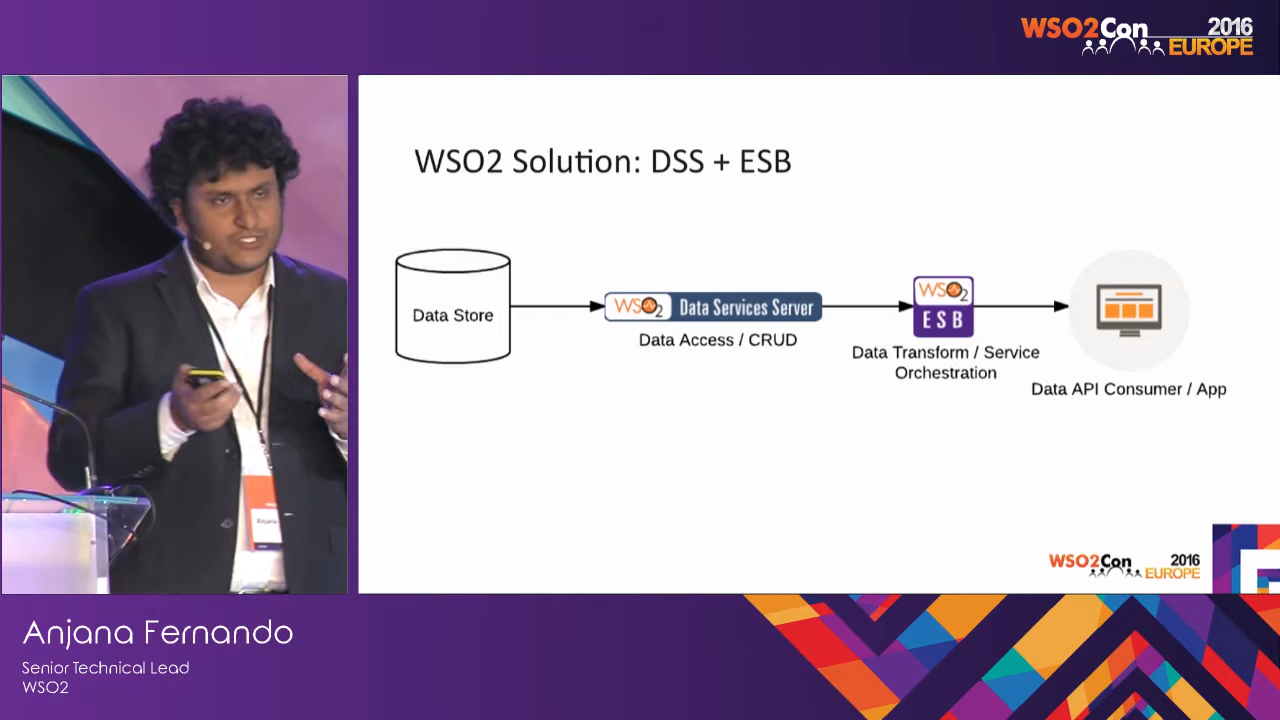 WSO2Con 2016
EUROPE
WSO2 Solution: DSS + ESB
Data Store
WSO2 Data Services Server
Data Access / CRUD
WSO2
ESB
Data Transform / Service
Orchestration
Data API Consumer / App
Anjana
WSO2Con 2016
EUROPE
Anjana Fernando
Senior Technical Lead
WSO2